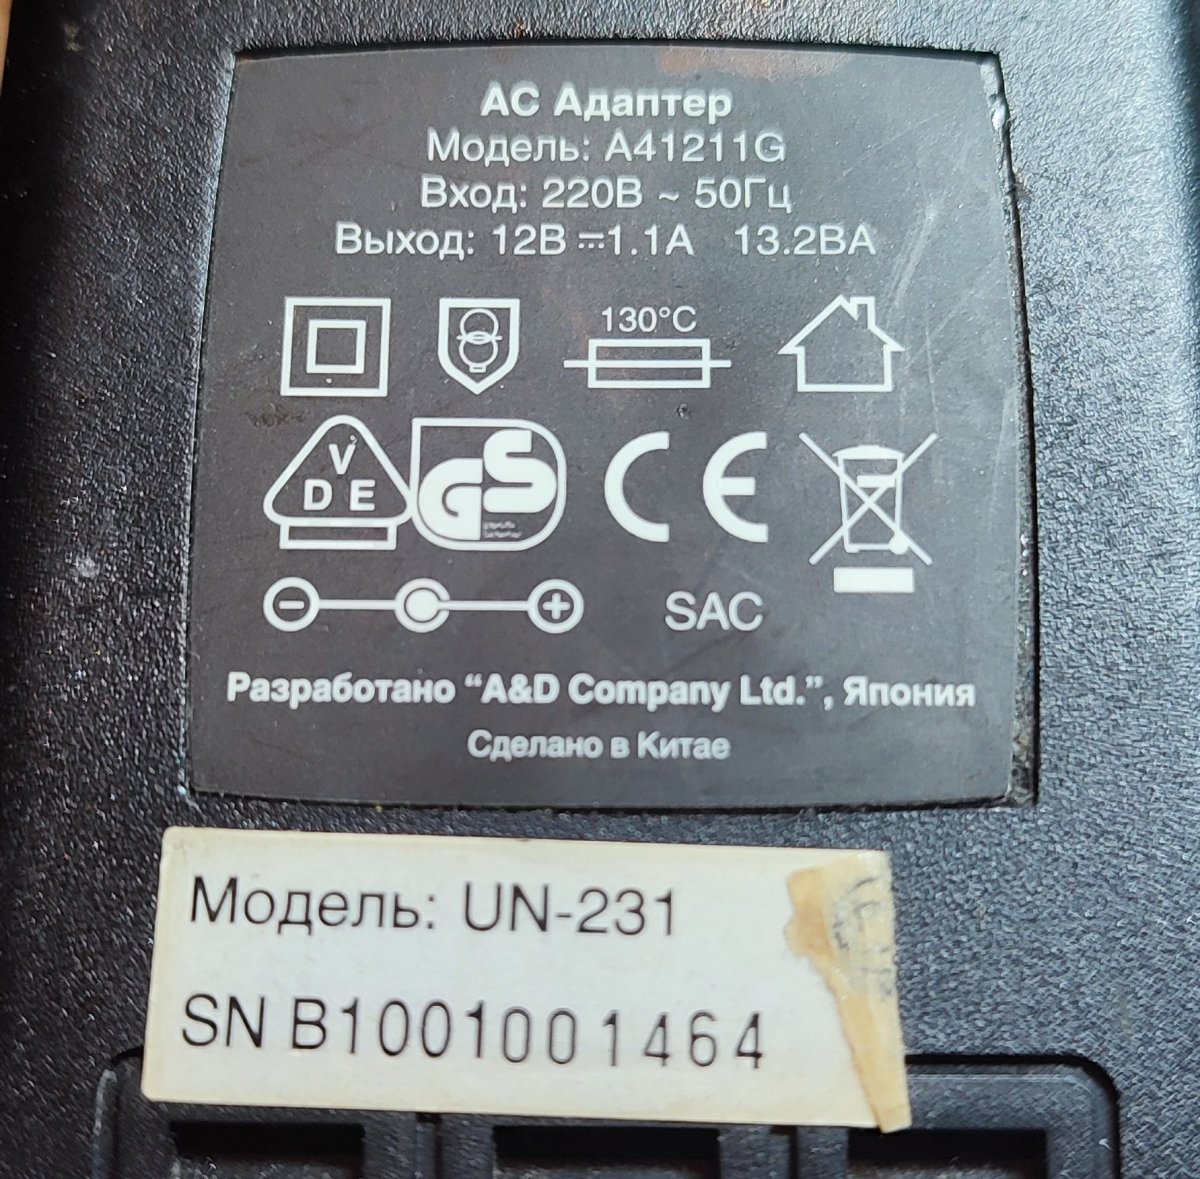 АС Адаптер
Модель: A41211G
Вход: 220В ~ 50Гц
Выход: 12В ⎓1.1А 13.2ВА
130°C
V
D E
GS
CE
− +
SAC
Разработано “A&D Company Ltd.”, Япония
Сделано в Китае
Модель: UN-231
SN B1001001464